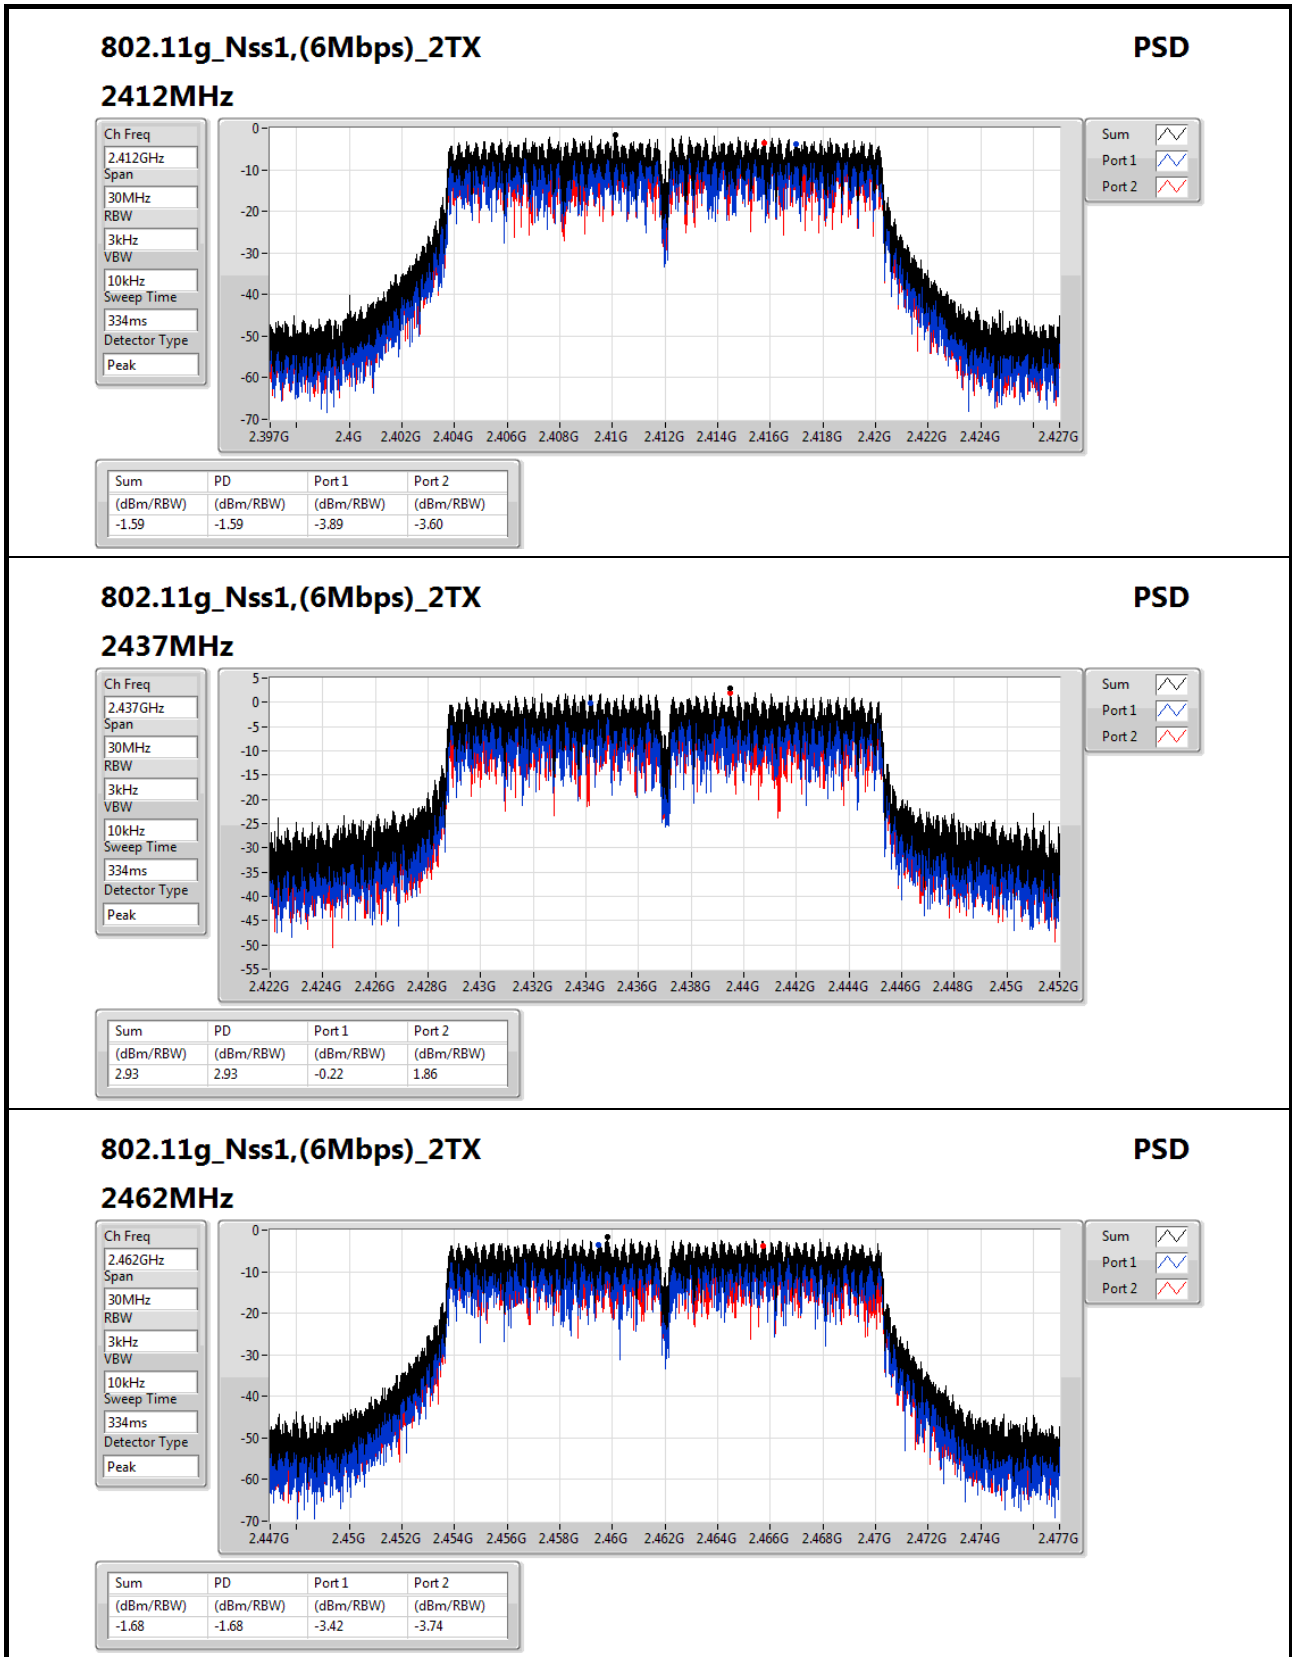 802.11g_Nss1,(6Mbps)_2TX PSD
2412MHz
Ch Freq
2.412GHz
Span
30MHz
RBW
3kHz
VBW
10kHz
Sweep Time
334ms
Detector Type
Peak
0
-10
-20
-30
-40
-50
-60
-70
2.397G 2.4G 2.402G 2.404G 2.406G 2.408G 2.41G 2.412G 2.414G 2.416G 2.418G 2.42G 2.422G 2.424G 2.427G
Sum
Port 1
Port 2
Sum PD Port 1 Port 2
(dBm/RBW) (dBm/RBW) (dBm/RBW) (dBm/RBW)
-1.59 -1.59 -3.89 -3.60
802.11g_Nss1,(6Mbps)_2TX PSD
2437MHz
Ch Freq
2.437GHz
Span
30MHz
RBW
3kHz
VBW
10kHz
Sweep Time
334ms
Detector Type
Peak
5
0
-5
-10
-15
-20
-25
-30
-35
-40
-45
-50
-55
2.422G 2.424G 2.426G 2.428G 2.43G 2.432G 2.434G 2.436G 2.438G 2.44G 2.442G 2.444G 2.446G 2.448G 2.45G 2.452G
Sum
Port 1
Port 2
Sum PD Port 1 Port 2
(dBm/RBW) (dBm/RBW) (dBm/RBW) (dBm/RBW)
2.93 2.93 -0.22 1.86
802.11g_Nss1,(6Mbps)_2TX PSD
2462MHz
Ch Freq
2.462GHz
Span
30MHz
RBW
3kHz
VBW
10kHz
Sweep Time
334ms
Detector Type
Peak
0
-10
-20
-30
-40
-50
-60
-70
2.447G 2.45G 2.452G 2.454G 2.456G 2.458G 2.46G 2.462G 2.464G 2.466G 2.468G 2.47G 2.472G 2.474G 2.477G
Sum
Port 1
Port 2
Sum PD Port 1 Port 2
(dBm/RBW) (dBm/RBW) (dBm/RBW) (dBm/RBW)
-1.68 -1.68 -3.42 -3.74